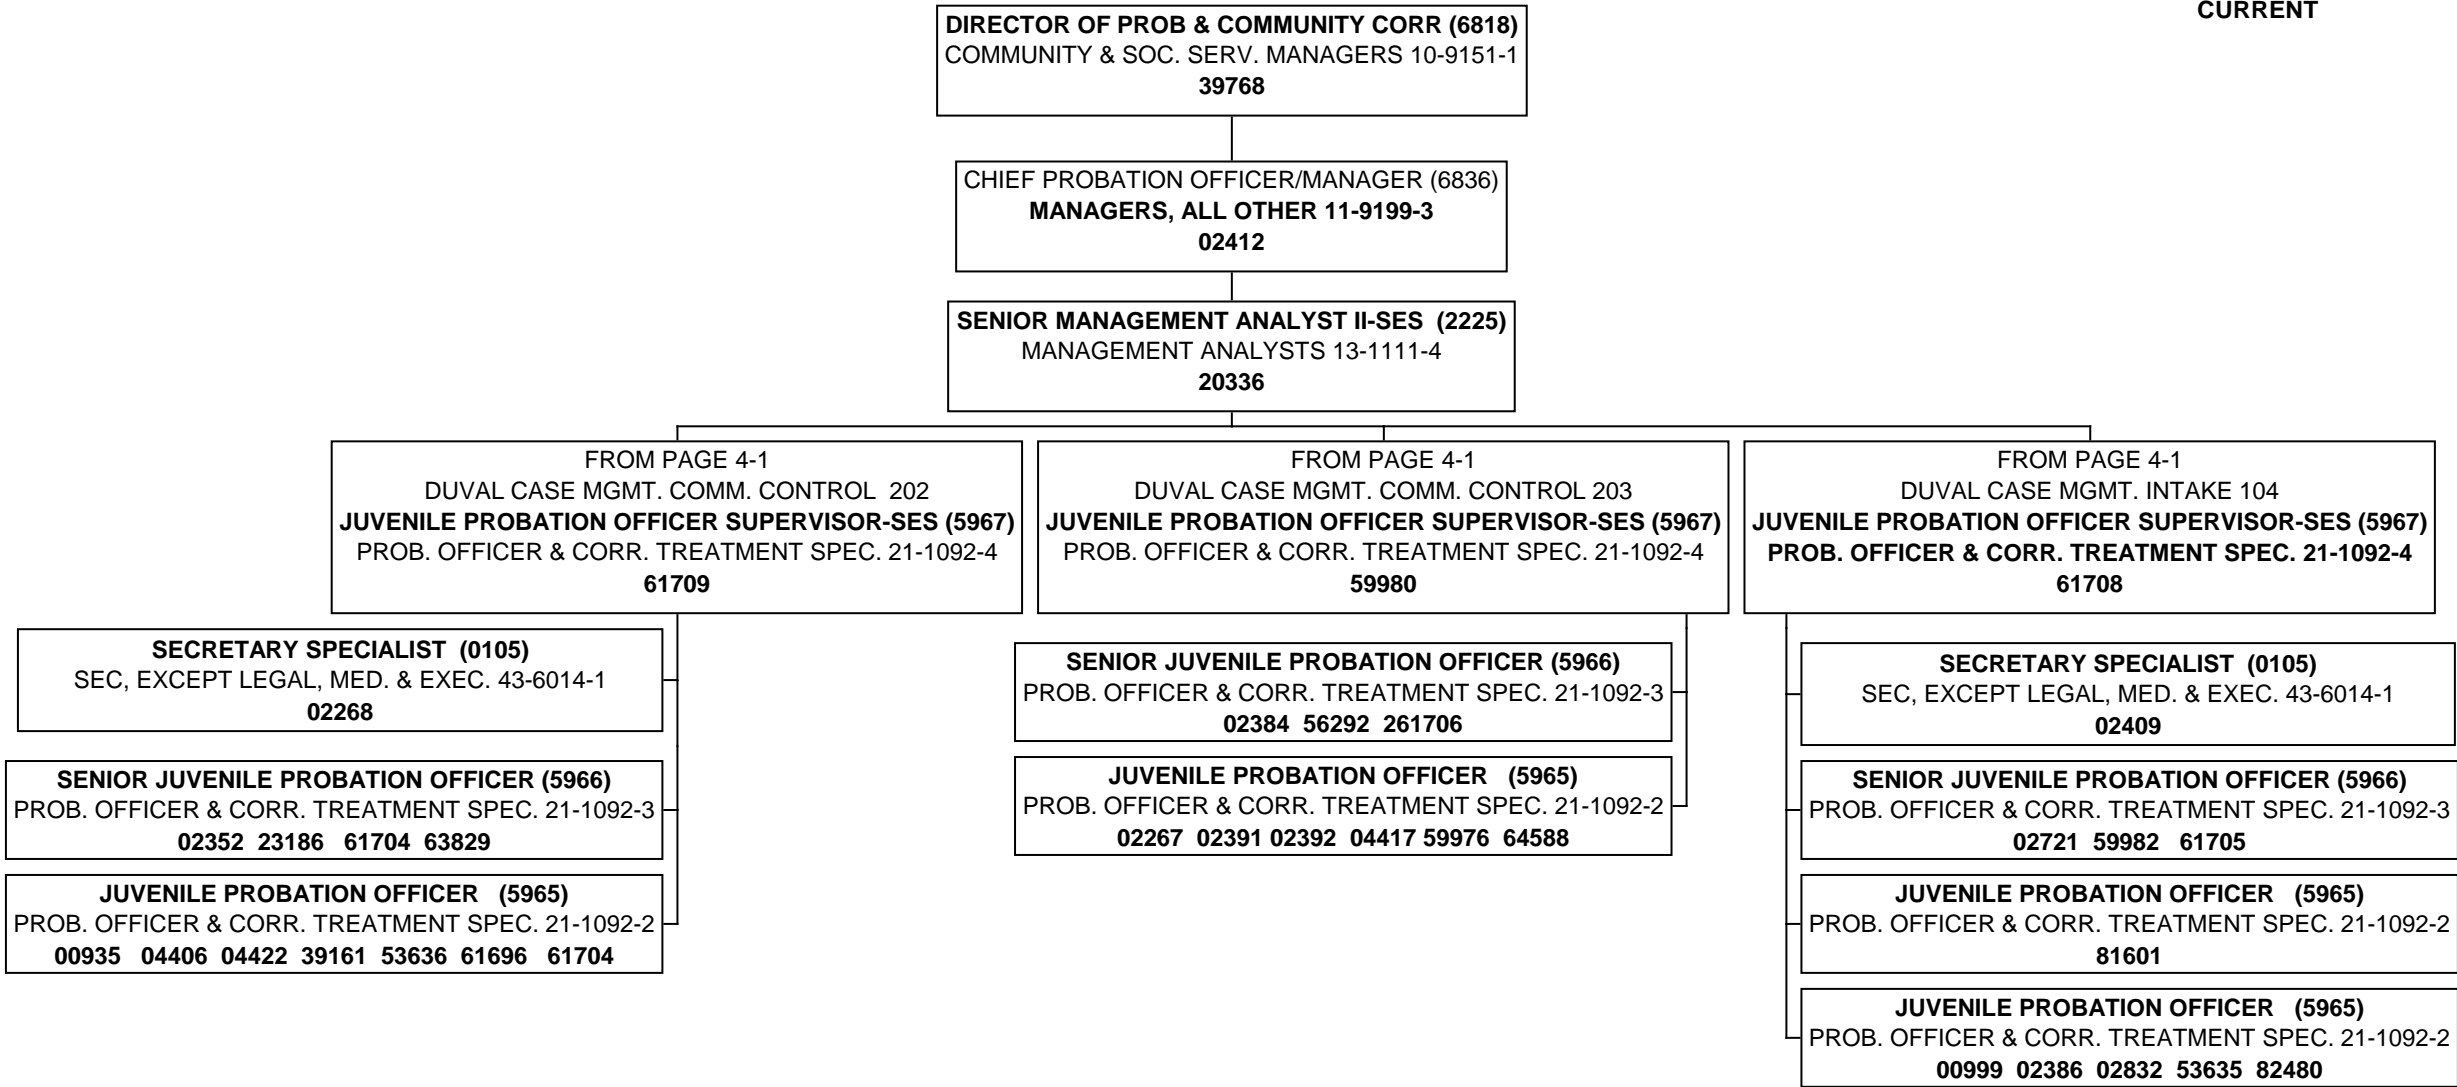 CURRENT
DIRECTOR OF PROB & COMMUNITY CORR (6818)
COMMUNITY & SOC. SERV. MANAGERS 10-9151-1
39768
CHIEF PROBATION OFFICER/MANAGER (6836)
MANAGERS, ALL OTHER 11-9199-3
02412
SENIOR MANAGEMENT ANALYST II-SES (2225)
MANAGEMENT ANALYSTS 13-1111-4
20336
FROM PAGE 4-1
DUVAL CASE MGMT. COMM. CONTROL 202
JUVENILE PROBATION OFFICER SUPERVISOR-SES (5967)
PROB. OFFICER & CORR. TREATMENT SPEC. 21-1092-4
61709
SECRETARY SPECIALIST (0105)
SEC, EXCEPT LEGAL, MED. & EXEC. 43-6014-1
02268
SENIOR JUVENILE PROBATION OFFICER (5966)
PROB. OFFICER & CORR. TREATMENT SPEC. 21-1092-3
02352 23186 61704 63829
JUVENILE PROBATION OFFICER (5965)
PROB. OFFICER & CORR. TREATMENT SPEC. 21-1092-2
00935 04406 04422 39161 53636 61696 61704
FROM PAGE 4-1
DUVAL CASE MGMT. COMM. CONTROL 203
JUVENILE PROBATION OFFICER SUPERVISOR-SES (5967)
PROB. OFFICER & CORR. TREATMENT SPEC. 21-1092-4
59980
SENIOR JUVENILE PROBATION OFFICER (5966)
PROB. OFFICER & CORR. TREATMENT SPEC. 21-1092-3
02384 56292 261706
JUVENILE PROBATION OFFICER (5965)
PROB. OFFICER & CORR. TREATMENT SPEC. 21-1092-2
02267 02391 02392 04417 59976 64588
FROM PAGE 4-1
DUVAL CASE MGMT. INTAKE 104
JUVENILE PROBATION OFFICER SUPERVISOR-SES (5967)
PROB. OFFICER & CORR. TREATMENT SPEC. 21-1092-4
61708
SECRETARY SPECIALIST (0105)
SEC, EXCEPT LEGAL, MED. & EXEC. 43-6014-1
02409
SENIOR JUVENILE PROBATION OFFICER (5966)
PROB. OFFICER & CORR. TREATMENT SPEC. 21-1092-3
02721 59982 61705
JUVENILE PROBATION OFFICER (5965)
PROB. OFFICER & CORR. TREATMENT SPEC. 21-1092-2
81601
JUVENILE PROBATION OFFICER (5965)
PROB. OFFICER & CORR. TREATMENT SPEC. 21-1092-2
00999 02386 02832 53635 82480